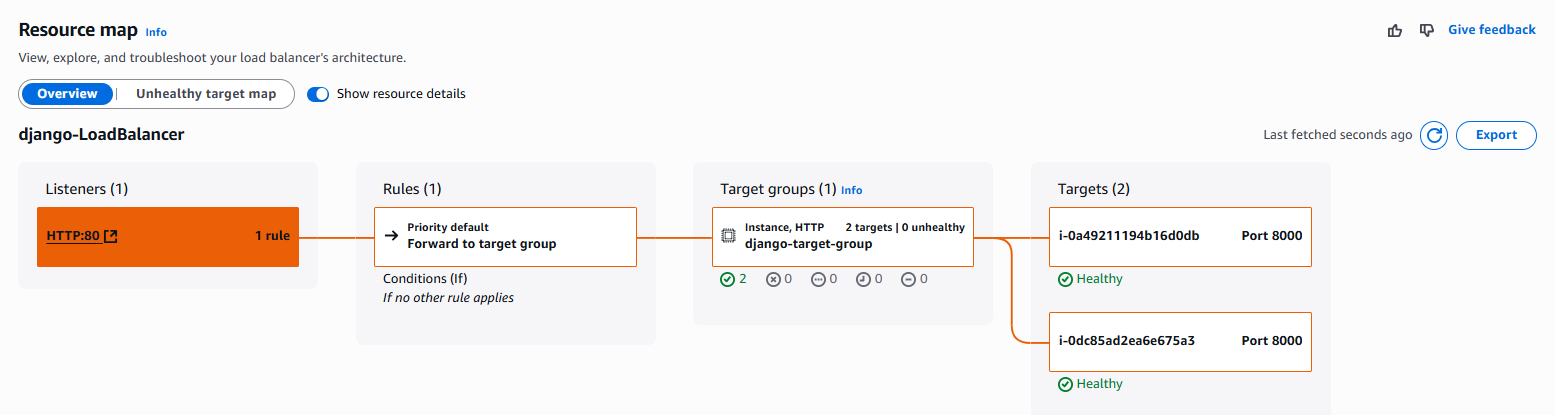 Resource map Info
Give feedback
View, explore, and troubleshoot your load balancer's architecture.
Overview
Unhealthy target map
Show resource details
django-LoadBalancer
Last fetched seconds ago
Export
Listeners (1)
HTTP:80
1 rule
Rules (1)
Priority default
Forward to target group
Conditions (If)
If no other rule applies
Target groups (1) Info
Instance, HTTP
2 targets | 0 unhealthy
django-target-group
2
0
0
0
0
Targets (2)
i-0a49211194b16d0db
Port 8000
Healthy
i-0dc85ad2ea6e675a3
Port 8000
Healthy